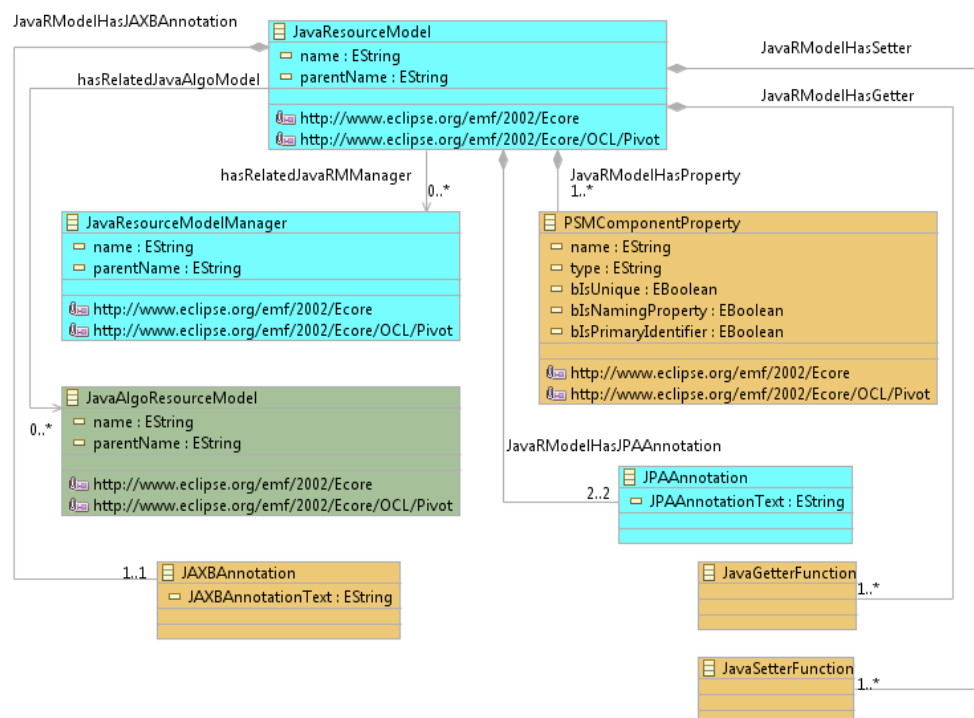 JavaRModelHasJAXBAnnotation
JavaResourceModel
name : EString
parentName : EString
http://www.eclipse.org/emf/2002/Ecore
http://www.eclipse.org/emf/2002/Ecore/OCL/Pivot
JavaRModelHasSetter
JavaRModelHasGetter
hasRelatedJavaAlgoModel
hasRelatedJavaRMManager
0..*
JavaRModelHasProperty
1..*
JavaResourceModelManager
name : EString
parentName : EString
http://www.eclipse.org/emf/2002/Ecore
http://www.eclipse.org/emf/2002/Ecore/OCL/Pivot
PSMComponentProperty
name : EString
type : EString
bIsUnique : EBoolean
bIsNamingProperty : EBoolean
bIsPrimaryIdentifier : EBoolean
http://www.eclipse.org/emf/2002/Ecore
http://www.eclipse.org/emf/2002/Ecore/OCL/Pivot
JavaAlgoResourceModel
name : EString
parentName : EString
http://www.eclipse.org/emf/2002/Ecore
http://www.eclipse.org/emf/2002/Ecore/OCL/Pivot
0..*
JavaRModelHasJPAAnnotation
2..2
JPAAnnotation
JPAAnnotationText : EString
1..1
JAXBAnnotation
JAXBAnnotationText : EString
JavaGetterFunction
1..*
JavaSetterFunction
1..*